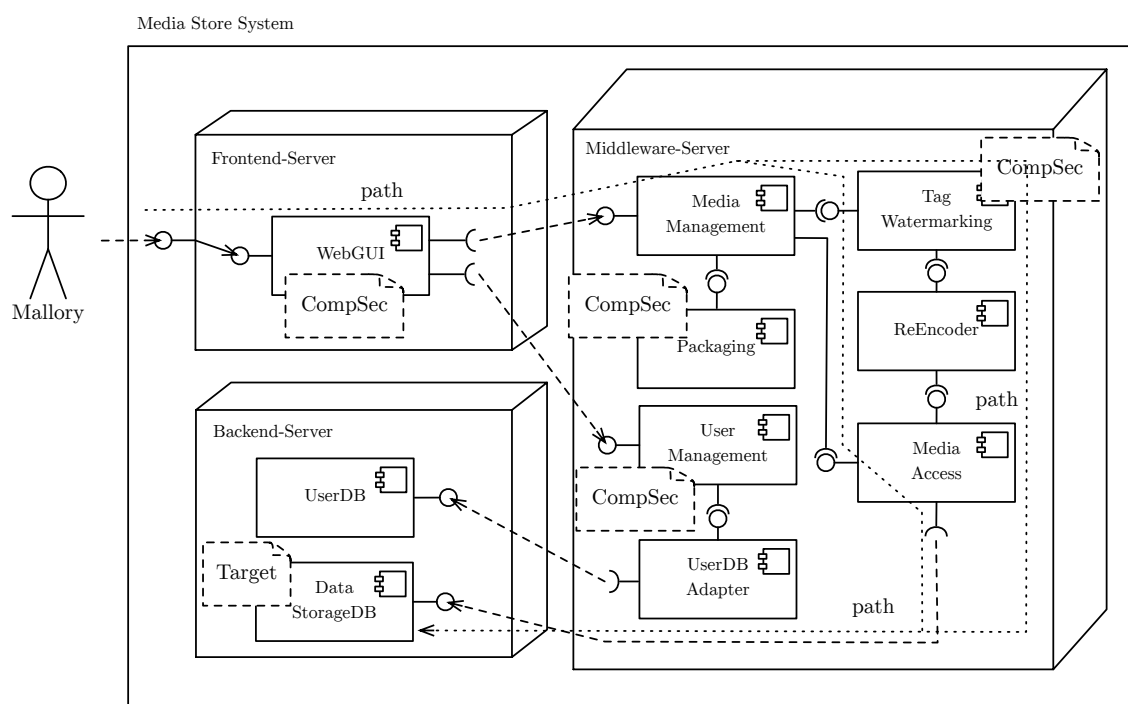 Media Store System
Frontend-Server
Middleware-Server
CompSec
path
Media
Management
Tag
Watermarking
WebGUI
CompSec
CompSec
Mallory
ReEncoder
Packaging
path
Backend-Server
User
Management
Media
Access
UserDB
CompSec
Target
Data
StorageDB
UserDB
Adapter
path